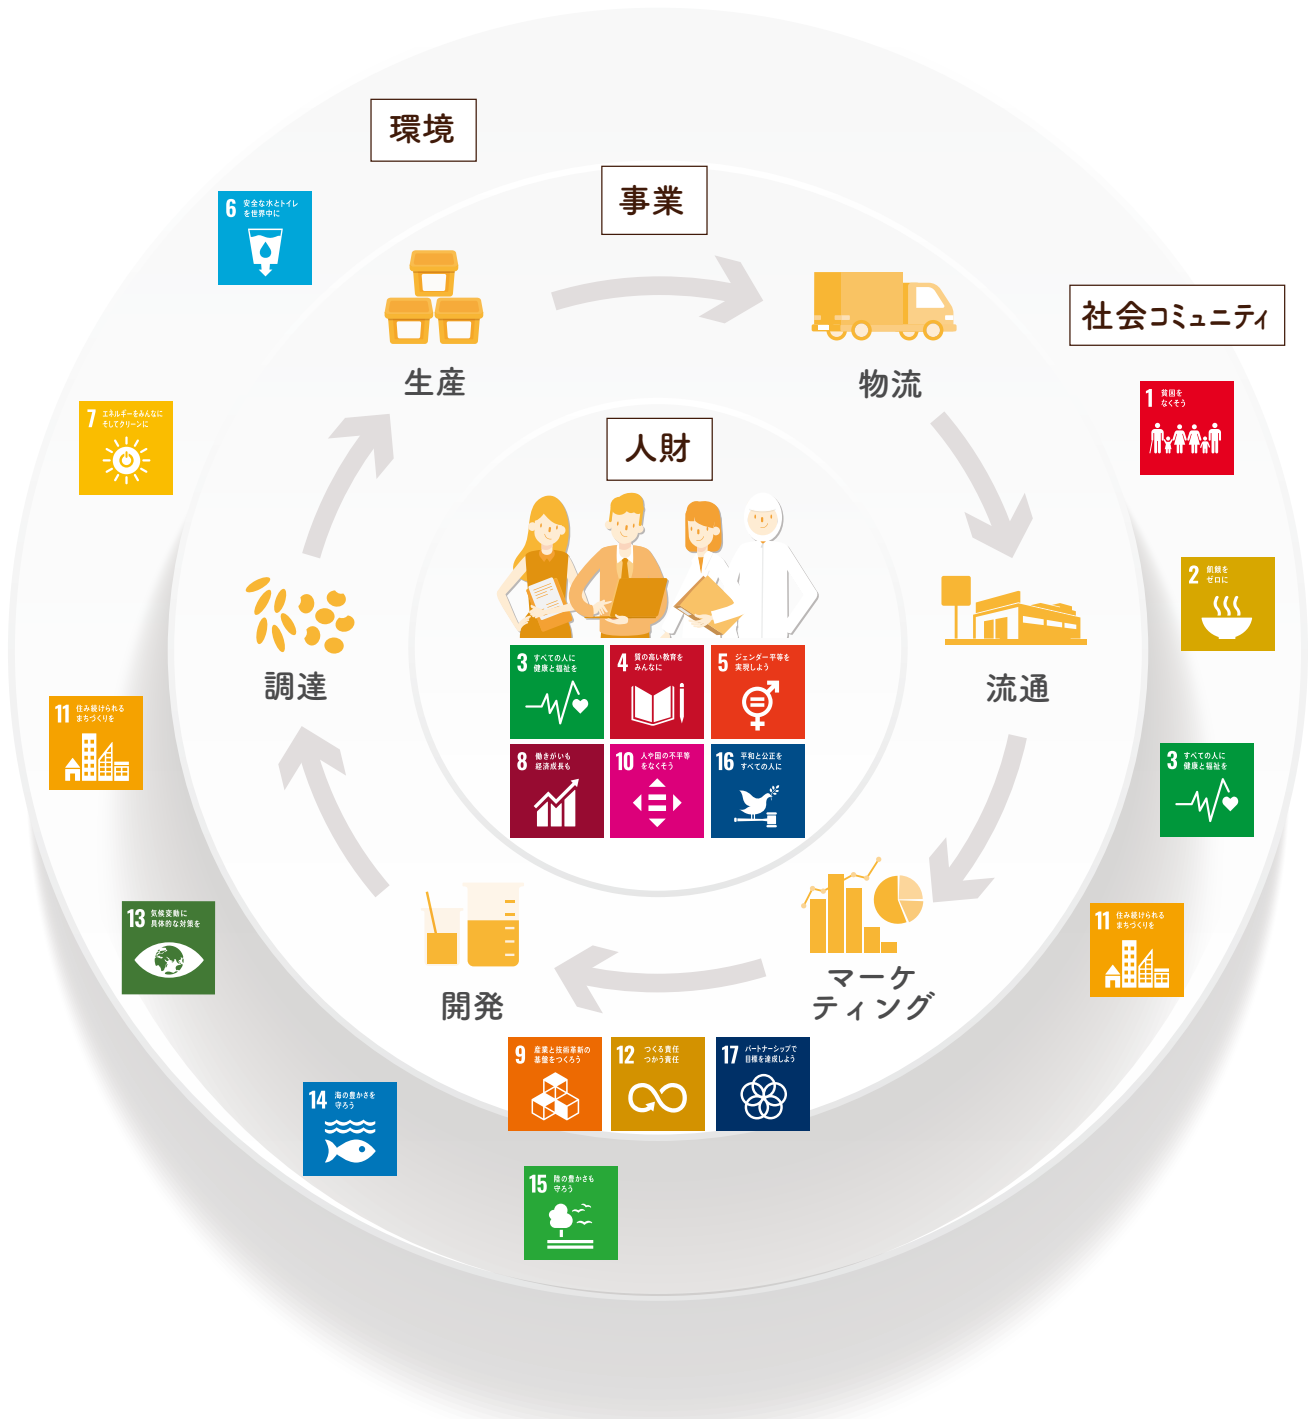 環境
事業
社会コミュニティ
6 安全な水とトイレ
を世界中に
生産
物流
1 貧困を
なくそう
7 エネルギーをみんなに
そしてクリーンに
人財
2 飢餓を
ゼロに
調達
流通
3 すべての人に
健康と福祉を
4 質の高い教育を
みんなに
5 ジェンダー平等を
実現しよう
11 住み続けられる
まちづくりを
8 働きがいも
経済成長も
10 人や国の不平等
をなくそう
16 平和と公正を
すべての人に
3 すべての人に
健康と福祉を
13 気候変動に
具体的な対策を
11 住み続けられる
まちづくりを
開発
マーケ
ティング
9 産業と技術革新の
基盤をつくろう
12 つくる責任
つかう責任
17 パートナーシップで
目標を達成しよう
14 海の豊かさを
守ろう
15 陸の豊かさも
守ろう